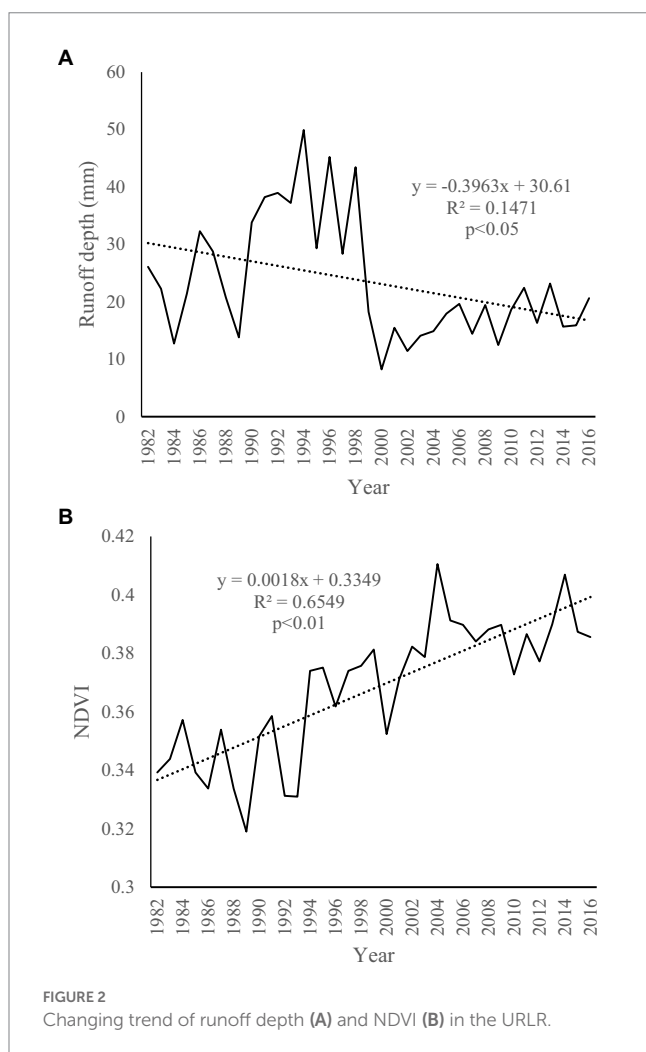 A
Runoff depth (mm)
60
50
40
30
20
10
0
y = -0.3963x + 30.61
R² = 0.1471
p<0.05
1982 1984 1986 1988 1990 1992 1994 1996 1998 2000 2002 2004 2006 2008 2010 2012 2014 2016
Year
B
NDVI
0.42
0.4
0.38
0.36
0.34
0.32
0.3
y = 0.0018x + 0.3349
R² = 0.6549
p<0.01
1982 1984 1986 1988 1990 1992 1994 1996 1998 2000 2002 2004 2006 2008 2010 2012 2014 2016
Year
FIGURE 2
Changing trend of runoff depth (A) and NDVI (B) in the URLR.